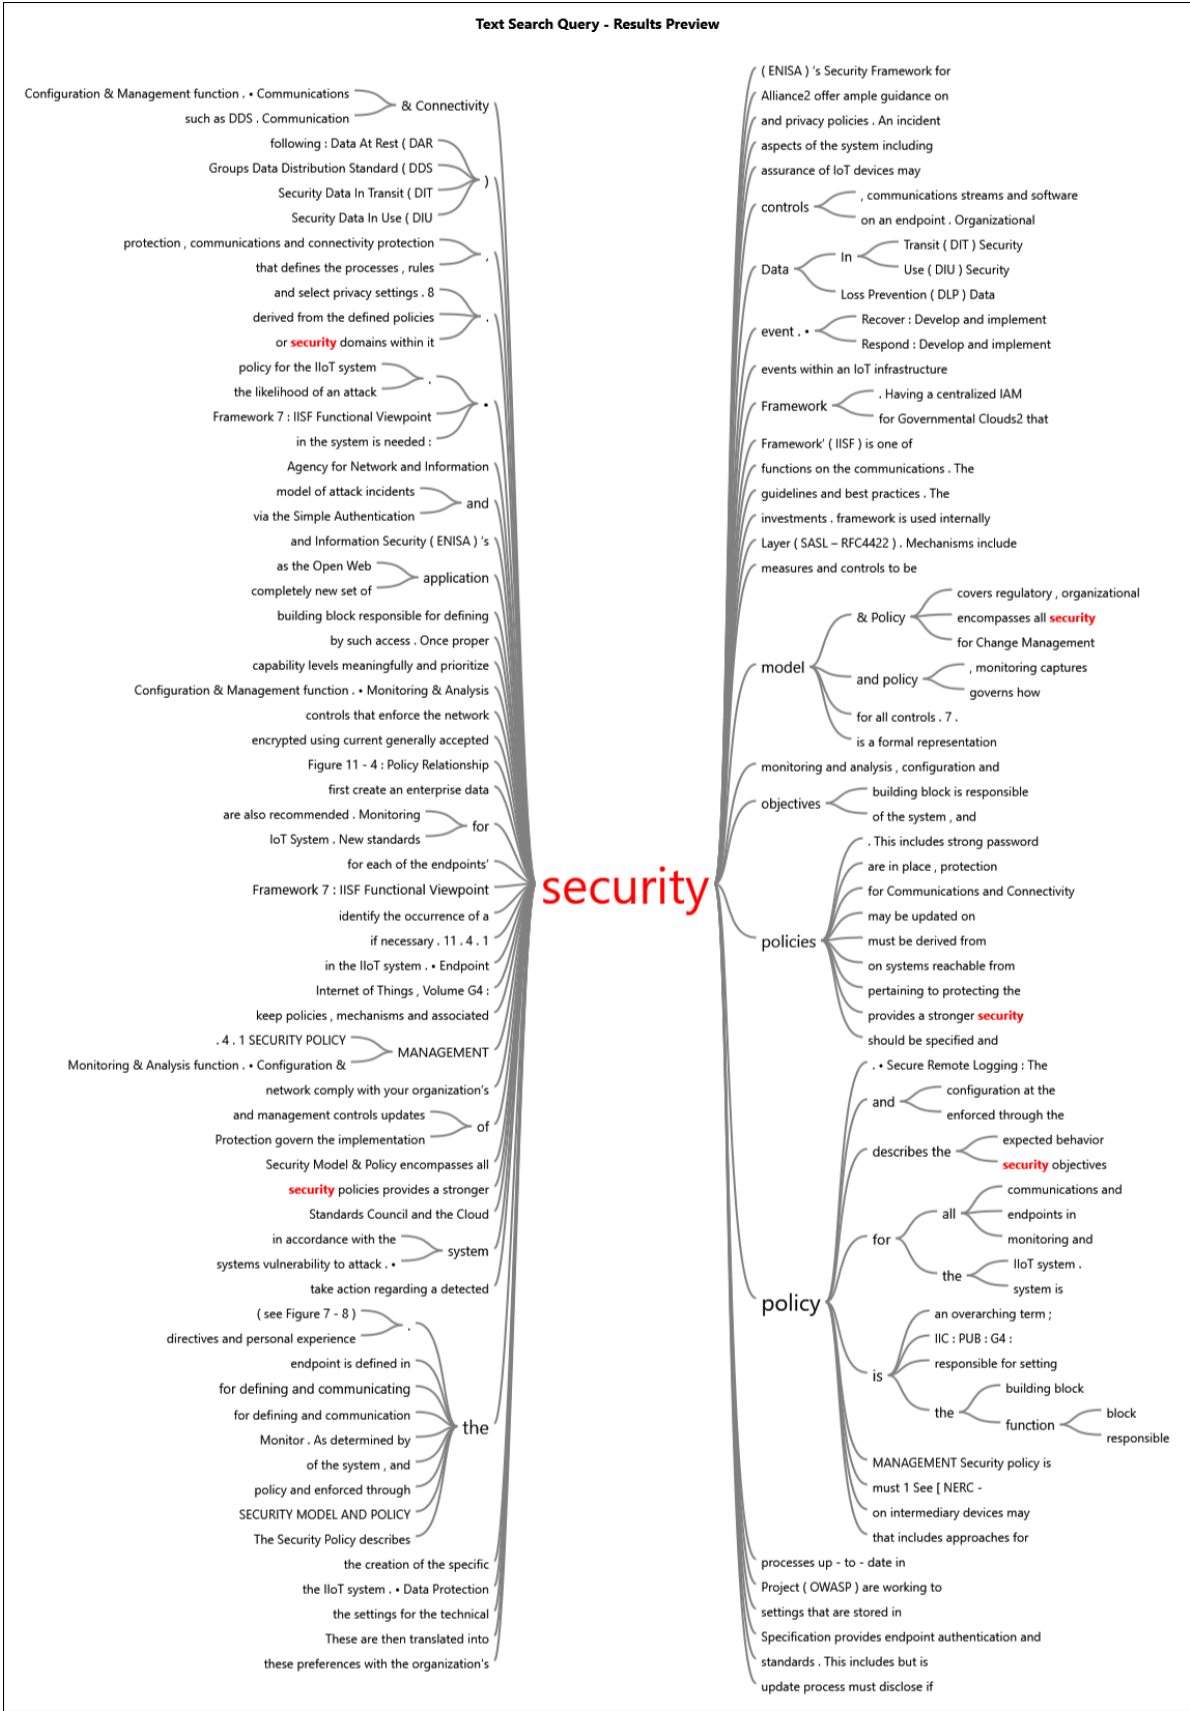 Text Search Query - Results Preview
Configuration & Management function . • Communications
such as DDS . Communication
& Connectivity
following : Data At Rest ( DAR
Groups Data Distribution Standard ( DDS
Security Data In Transit ( DIT
Security Data In Use ( DIU
)
protection , communications and connectivity protection
that defines the processes , rules
,
and select privacy settings . 8
derived from the defined policies
or security domains within it
.
policy for the IIoT system
the likelihood of an attack
.
Framework 7 : IISF Functional Viewpoint
in the system is needed :
•
Agency for Network and Information
model of attack incidents
via the Simple Authentication
and
and Information Security ( ENISA ) 's
as the Open Web
completely new set of
application
building block responsible for defining
by such access . Once proper
capability levels meaningfully and prioritize
Configuration & Management function . • Monitoring & Analysis
controls that enforce the network
encrypted using current generally accepted
Figure 11 - 4 : Policy Relationship
first create an enterprise data
are also recommended . Monitoring
IoT System . New standards
for
for each of the endpoints'
Framework 7 : IISF Functional Viewpoint
identify the occurrence of a
if necessary . 11 . 4 . 1
in the IIoT system . • Endpoint
Internet of Things , Volume G4 :
keep policies , mechanisms and associated
. 4 . 1 SECURITY POLICY
Monitoring & Analysis function . • Configuration &
MANAGEMENT
network comply with your organization's
and management controls updates
Protection govern the implementation
of
Security Model & Policy encompasses all
security policies provides a stronger
Standards Council and the Cloud
in accordance with the
systems vulnerability to attack . •
system
take action regarding a detected
( see Figure 7 - 8 )
directives and personal experience
.
endpoint is defined in
for defining and communicating
for defining and communication
Monitor . As determined by
of the system , and
policy and enforced through
SECURITY MODEL AND POLICY
The Security Policy describes
the
the creation of the specific
the IIoT system . • Data Protection
the settings for the technical
These are then translated into
these preferences with the organization's
security
( ENISA ) 's Security Framework for
Alliance2 offer ample guidance on
and privacy policies . An incident
aspects of the system including
assurance of IoT devices may
controls
, communications streams and software
on an endpoint . Organizational
Data
In
Transit ( DIT ) Security
Use ( DIU ) Security
Loss Prevention ( DLP ) Data
event . •
Recover : Develop and implement
Respond : Develop and implement
events within an IoT infrastructure
Framework
. Having a centralized IAM
for Governmental Clouds2 that
Framework' ( IISF ) is one of
functions on the communications . The
guidelines and best practices . The
investments . framework is used internally
Layer ( SASL – RFC4422 ) . Mechanisms include
measures and controls to be
model
& Policy
covers regulatory , organizational
encompasses all security
for Change Management
and policy
, monitoring captures
governs how
for all controls . 7 .
is a formal representation
monitoring and analysis , configuration and
objectives
building block is responsible
of the system , and
policies
. This includes strong password
are in place , protection
for Communications and Connectivity
may be updated on
must be derived from
on systems reachable from
pertaining to protecting the
provides a stronger security
should be specified and
policy
. • Secure Remote Logging : The
and
configuration at the
enforced through the
describes the
expected behavior
security objectives
for
all
communications and
endpoints in
monitoring and
the
IIoT system .
system is
is
an overarching term ;
IIC : PUB : G4 :
responsible for setting
the
building block
function
block
responsible
MANAGEMENT Security policy is
must 1 See [ NERC -
on intermediary devices may
that includes approaches for
processes up - to - date in
Project ( OWASP ) are working to
settings that are stored in
Specification provides endpoint authentication and
standards . This includes but is
update process must disclose if